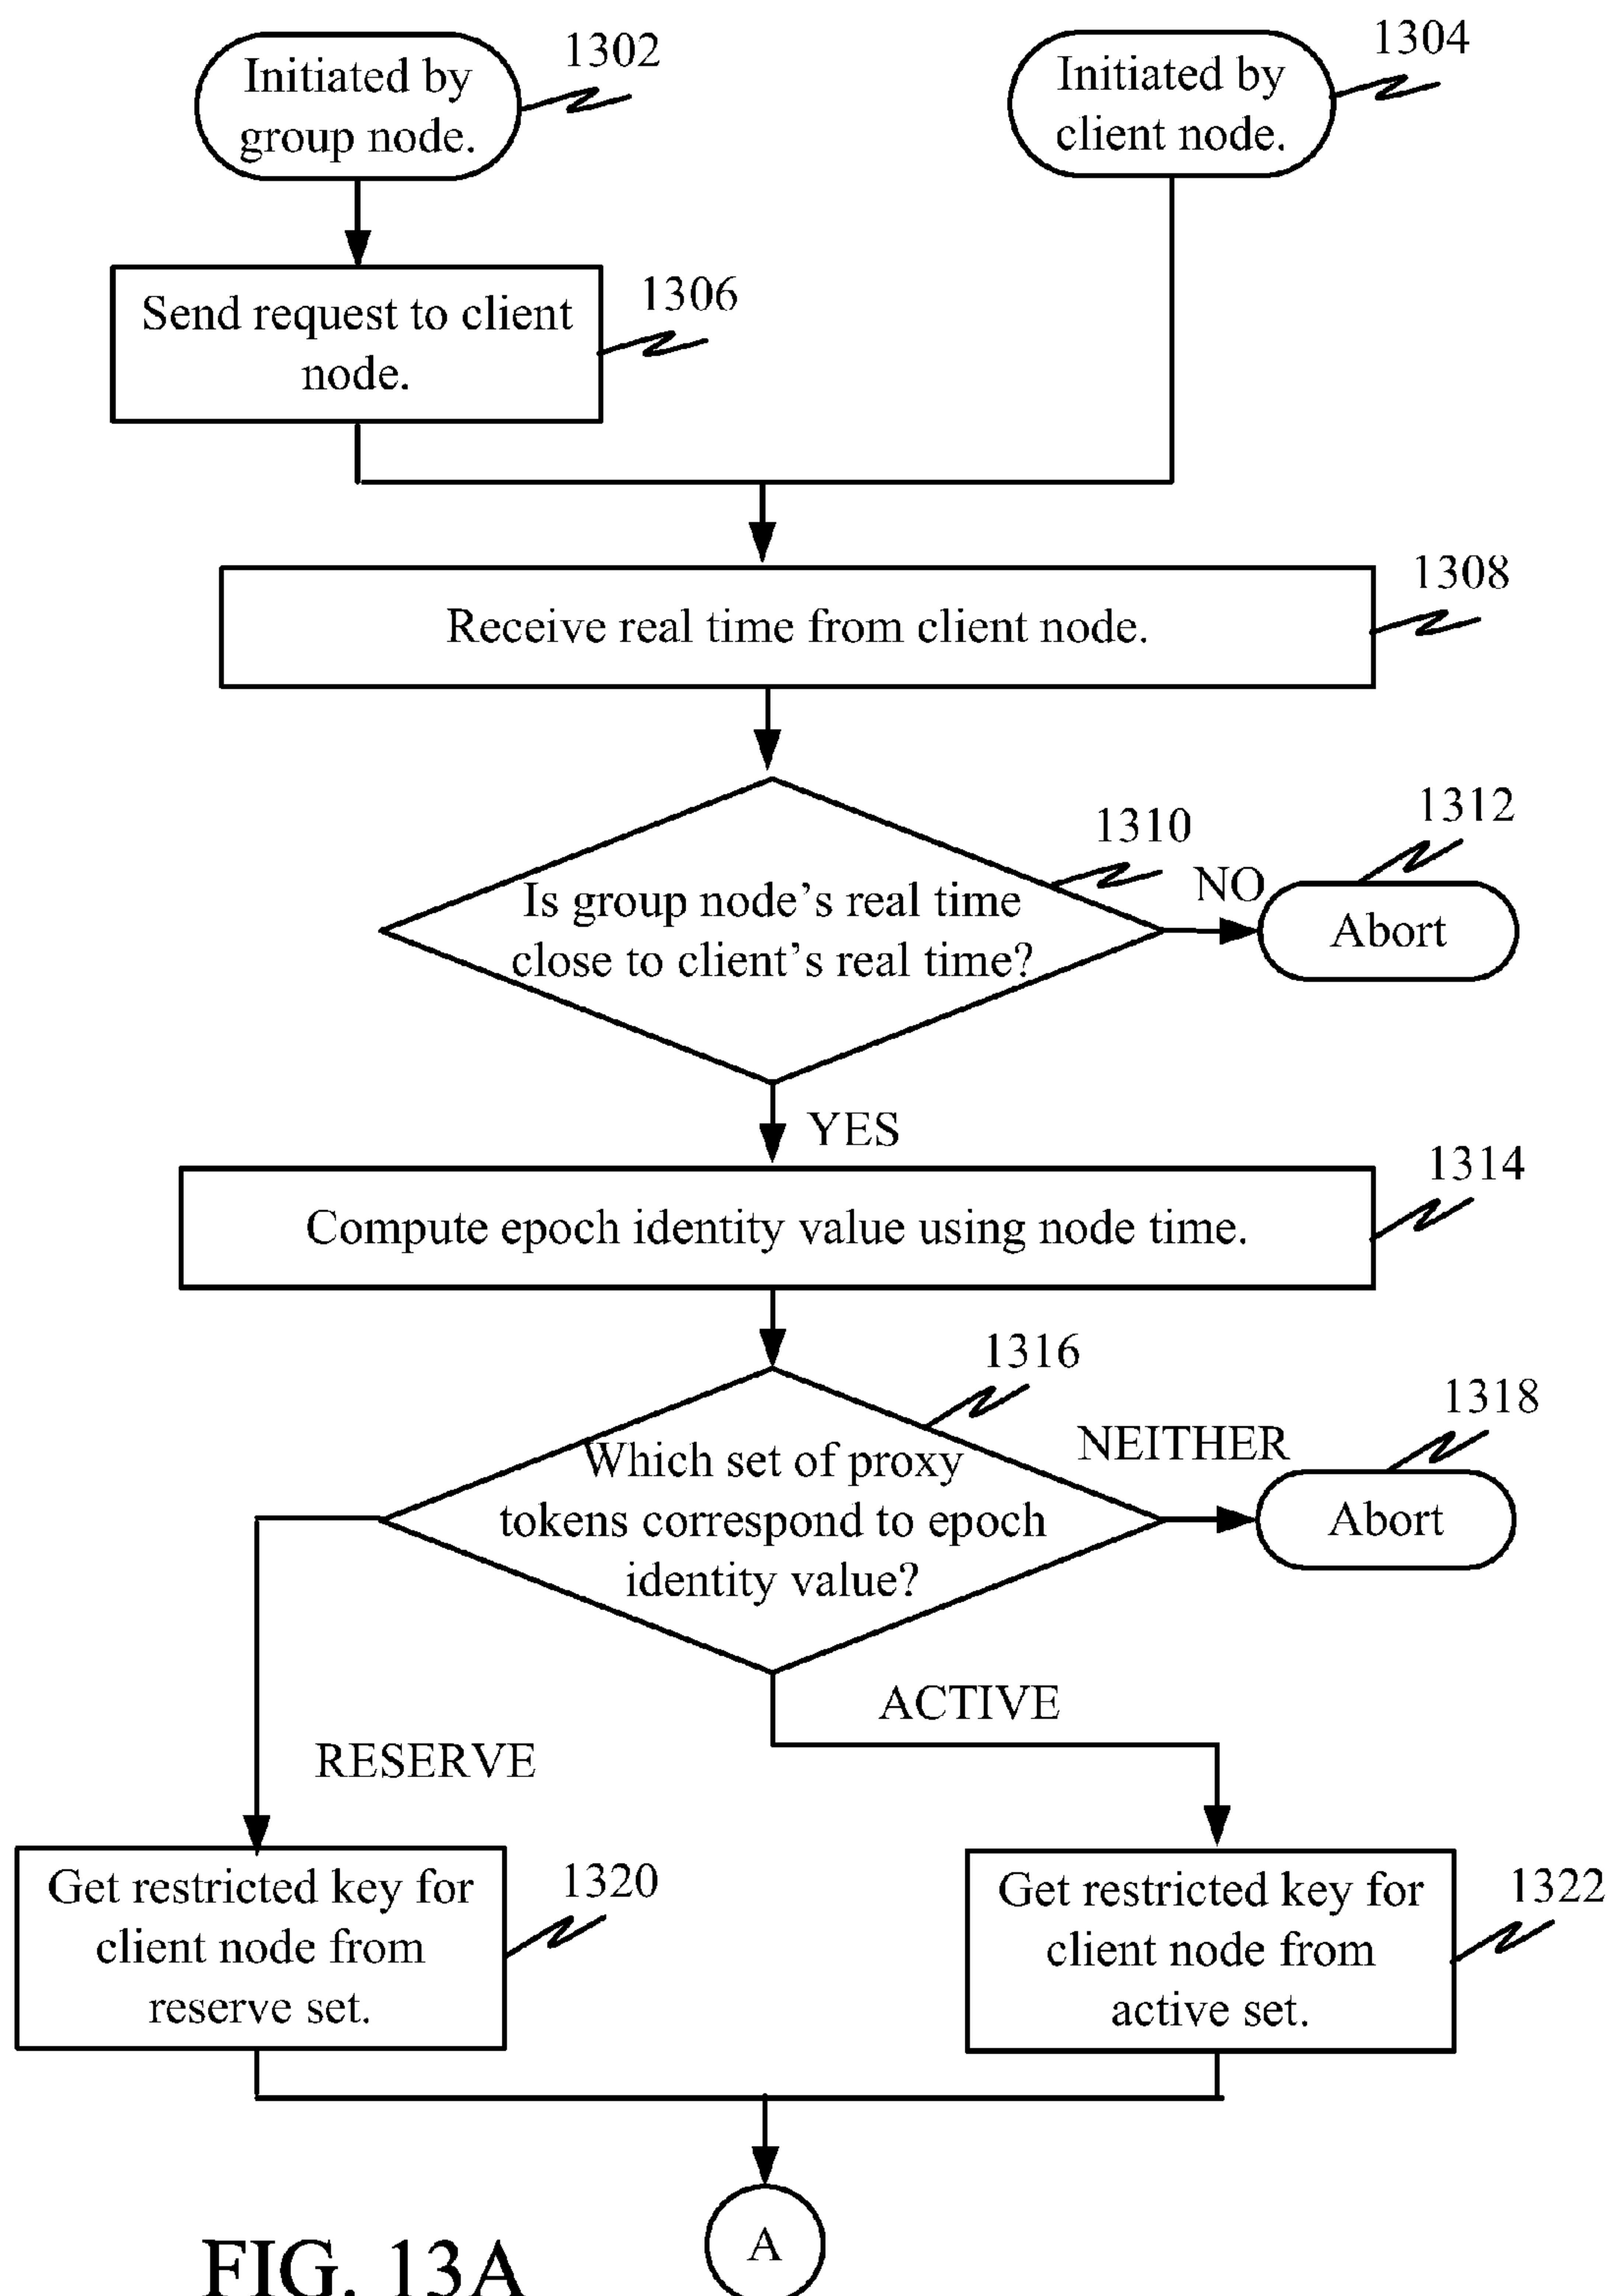 Initiated by
group node.
1302
Initiated by
client node.
1304
Send request to client
node.
1306
Receive real time from client node.
1308
Is group node's real time
close to client's real time?
1310
NO
Abort
1312
YES
Compute epoch identity value using node time.
1314
Which set of proxy
tokens correspond to epoch
identity value?
1316
NEITHER
Abort
1318
RESERVE
ACTIVE
Get restricted key for
client node from
reserve set.
1320
Get restricted key for
client node from
active set.
1322
A
FIG. 13A